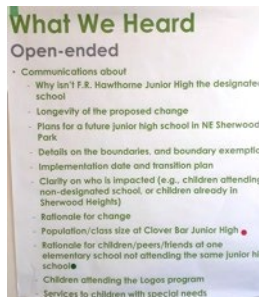 What We Heard
Open-ended
• Communications about
- Why isn't F.R. Hawthorne Junior High the designated
school
- Longevity of the proposed change
- Plans for a future junior high school in NE Sherwood
Park
- Details on the boundaries, and boundary exemptio
- Implementation date and transition plan
- Clarity on who is impacted (e.g., children attending
non-designated school, or children already in
Sherwood Heights)
- Rationale for change
- Population/class size at Clover Bar Junior High
- Rationale for children/peers/friends at one
elementary school not attending the same junior hi
school
- Children attending the Logos program
- Services to children with special needs